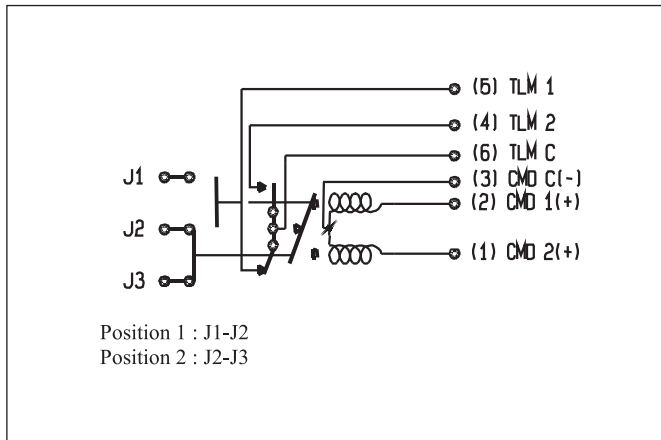 (5) TLM 1
(4) TLM 2
(6) TLM C
J1
(3) CMD C(-)
(2) CMD 1(+)
J2
(1) CMD 2(+)
J3
Position 1 : J1-J2
Position 2 : J2-J3